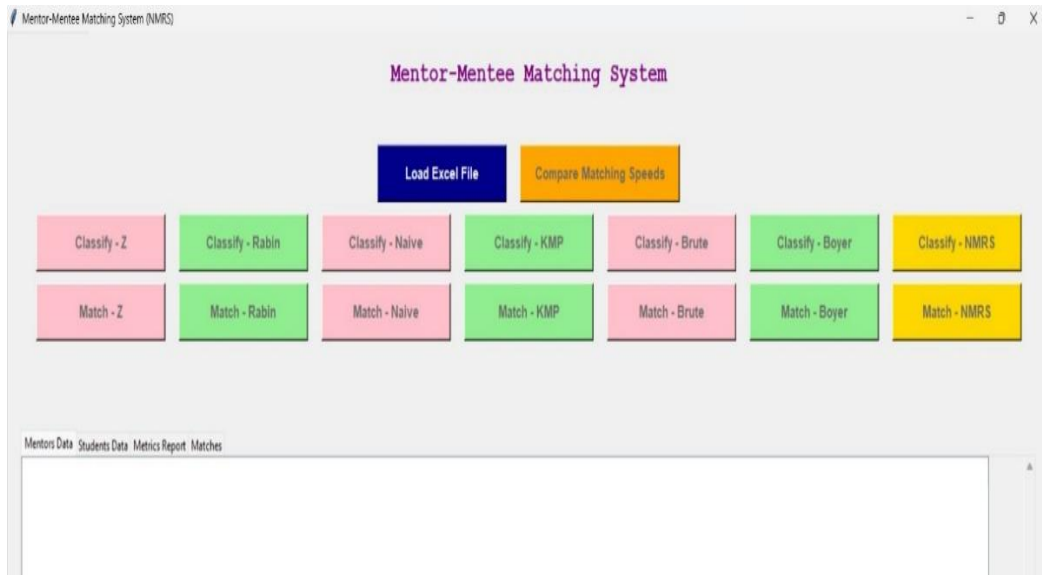 Mentor-Mentee Matching System (NMRS)
Mentor-Mentee Matching System
Load Excel File Compare Matching Speeds
Classify - Z Classify - Rabin Classify - Naive Classify - KMP Classify - Brute Classify - Boyer Classify - NMRS
Match - Z Match - Rabin Match - Naive Match - KMP Match - Brute Match - Boyer Match - NMRS
Mentors Data Students Data Metrics Report Matches